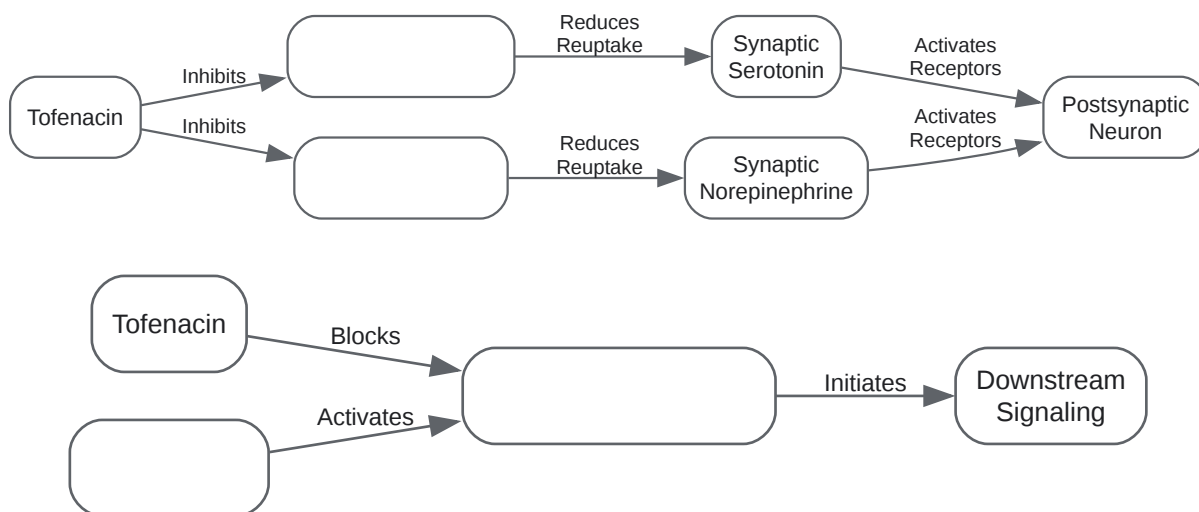 Tofenacin
Inhibits
Inhibits
Reduces
Reuptake
Reduces
Reuptake
Synaptic
Serotonin
Synaptic
Norepinephrine
Activates
Receptors
Activates
Receptors
Postsynaptic
Neuron
Tofenacin
Blocks
Activates
Initiates
Downstream
Signaling